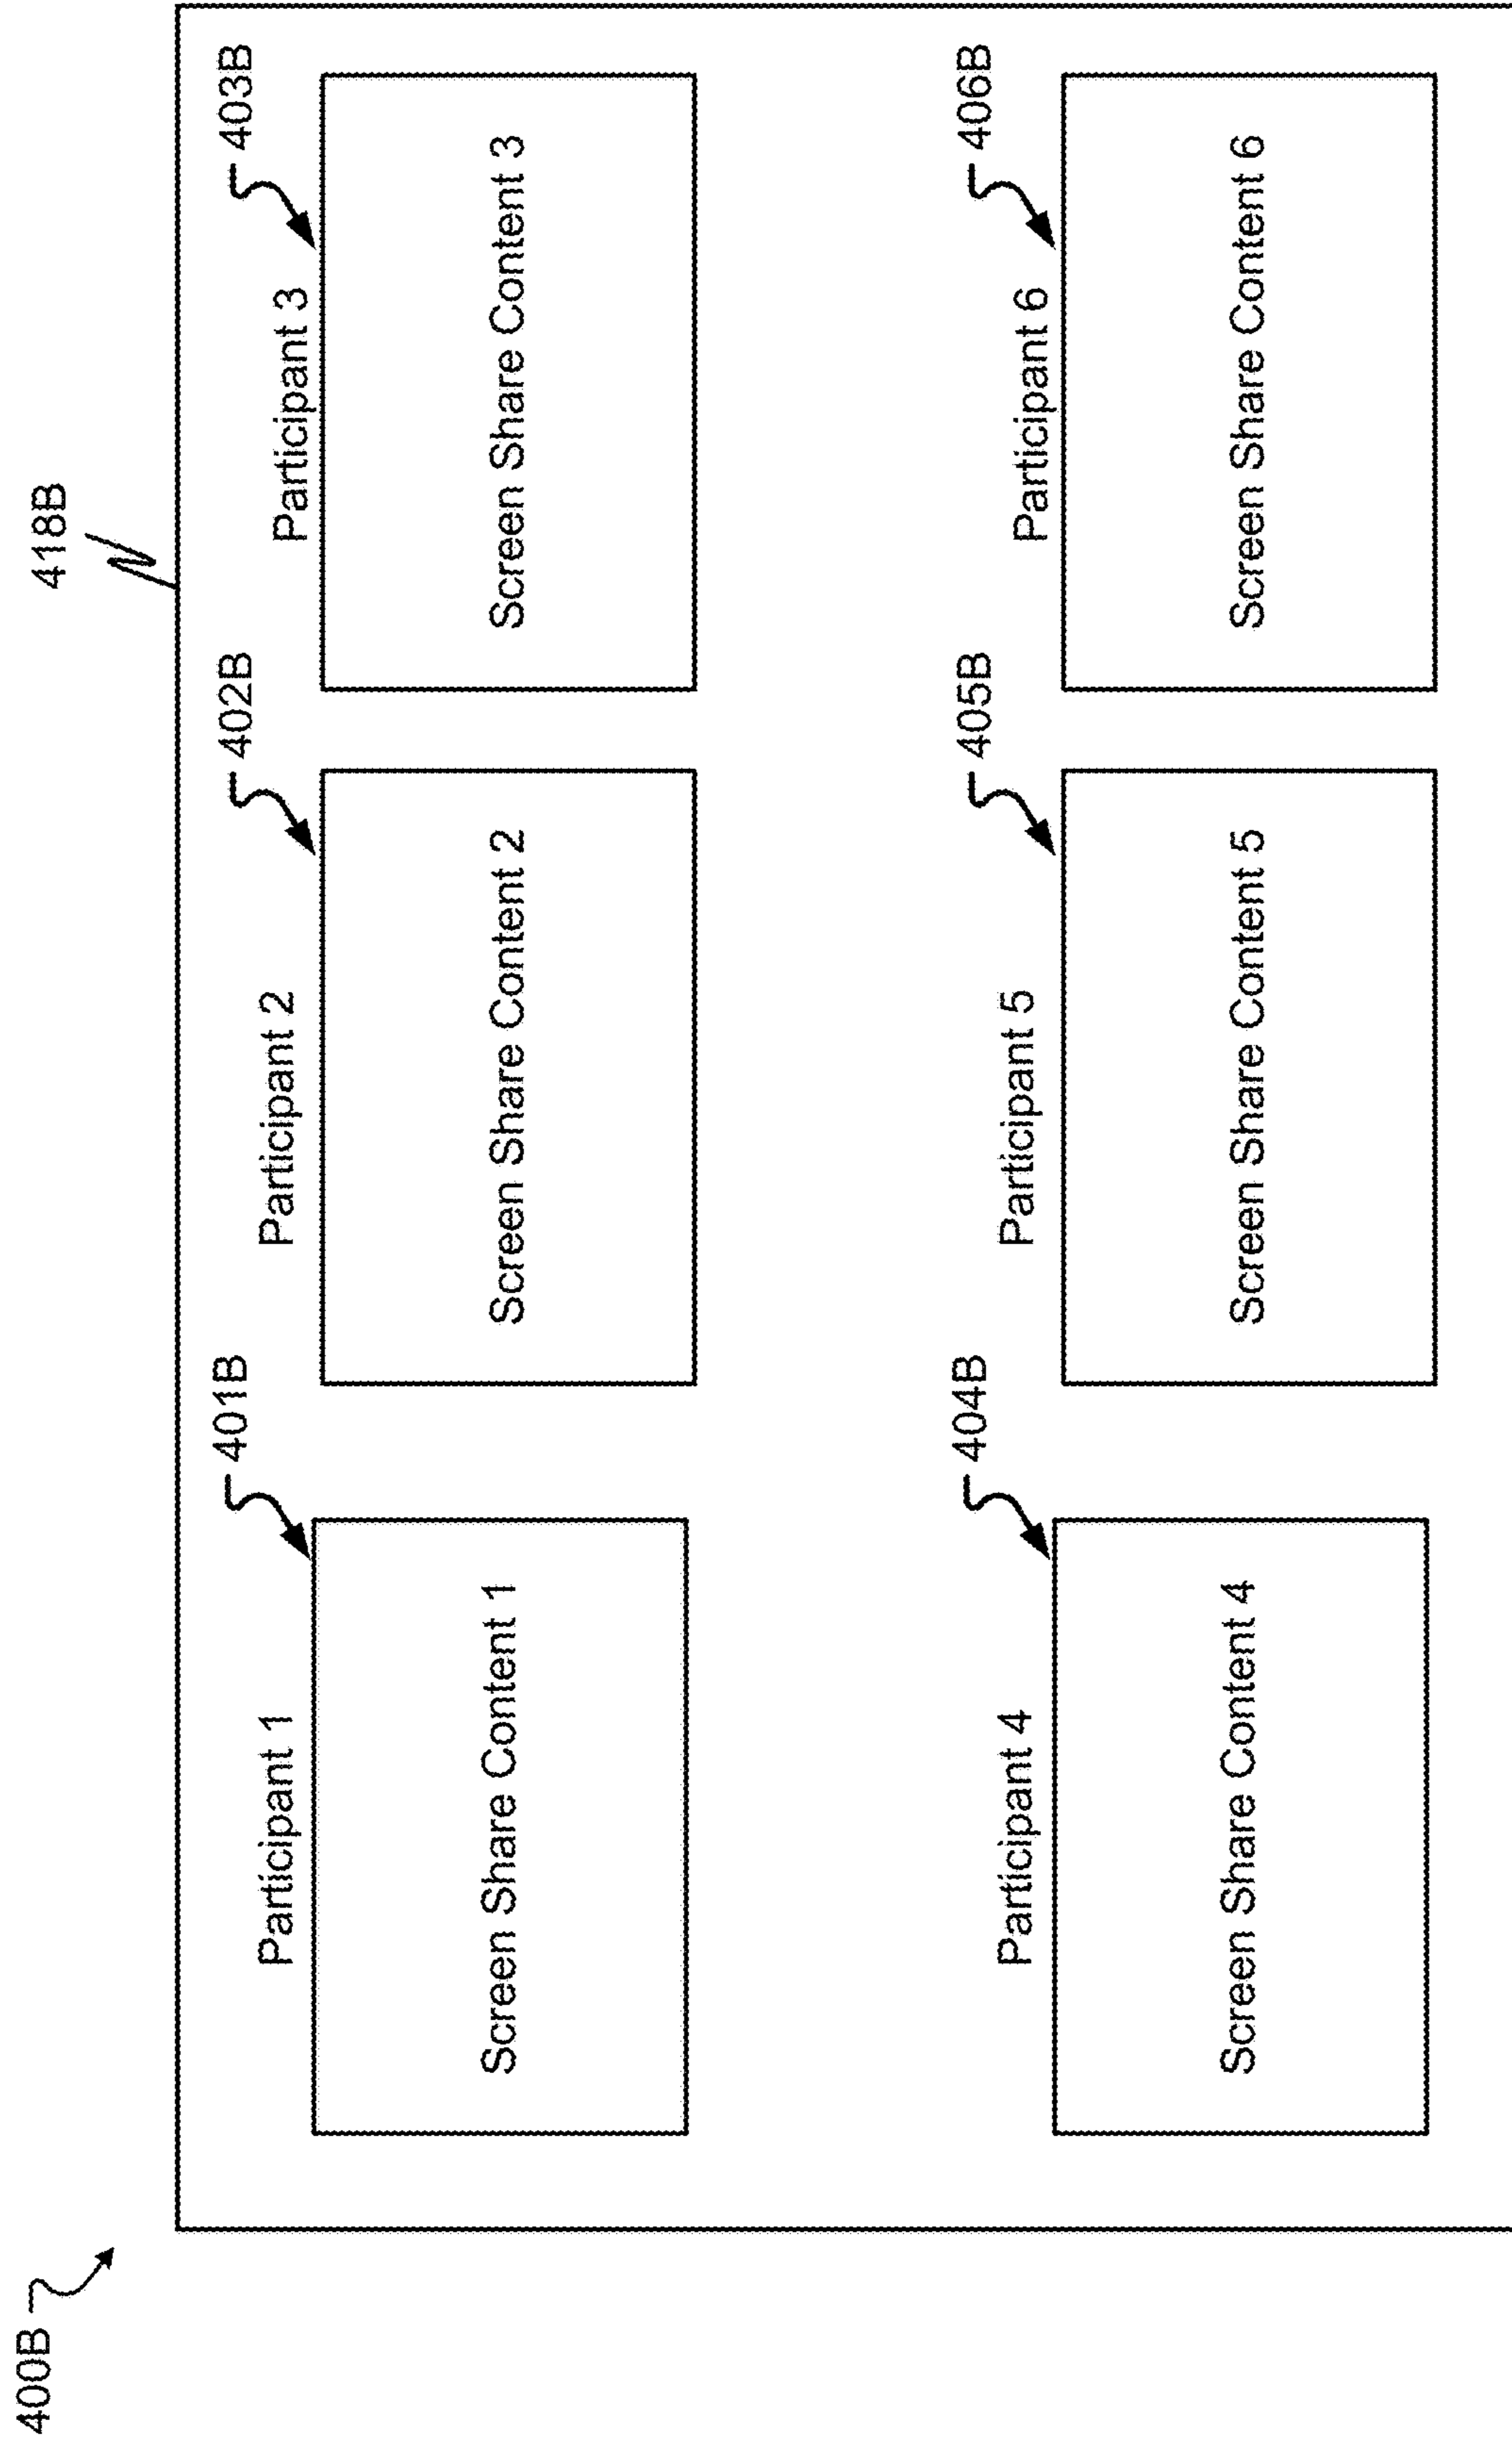 400B
418B
401B
402B
403B
Participant 1
Participant 2
Participant 3
Screen Share Content 1
Screen Share Content 2
Screen Share Content 3
404B
405B
406B
Participant 4
Participant 5
Participant 6
Screen Share Content 4
Screen Share Content 5
Screen Share Content 6